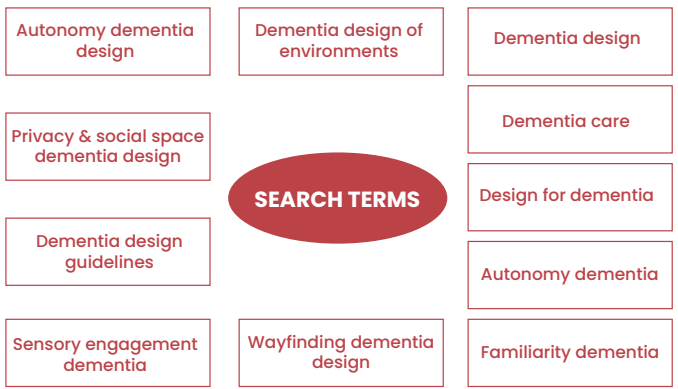 Autonomy dementia
design
Dementia design of
environments
Dementia design
Privacy & social space
dementia design
Dementia care
SEARCH TERMS
Design for dementia
Dementia design
guidelines
Autonomy dementia
Sensory engagement
dementia
Wayfinding dementia
design
Familiarity dementia